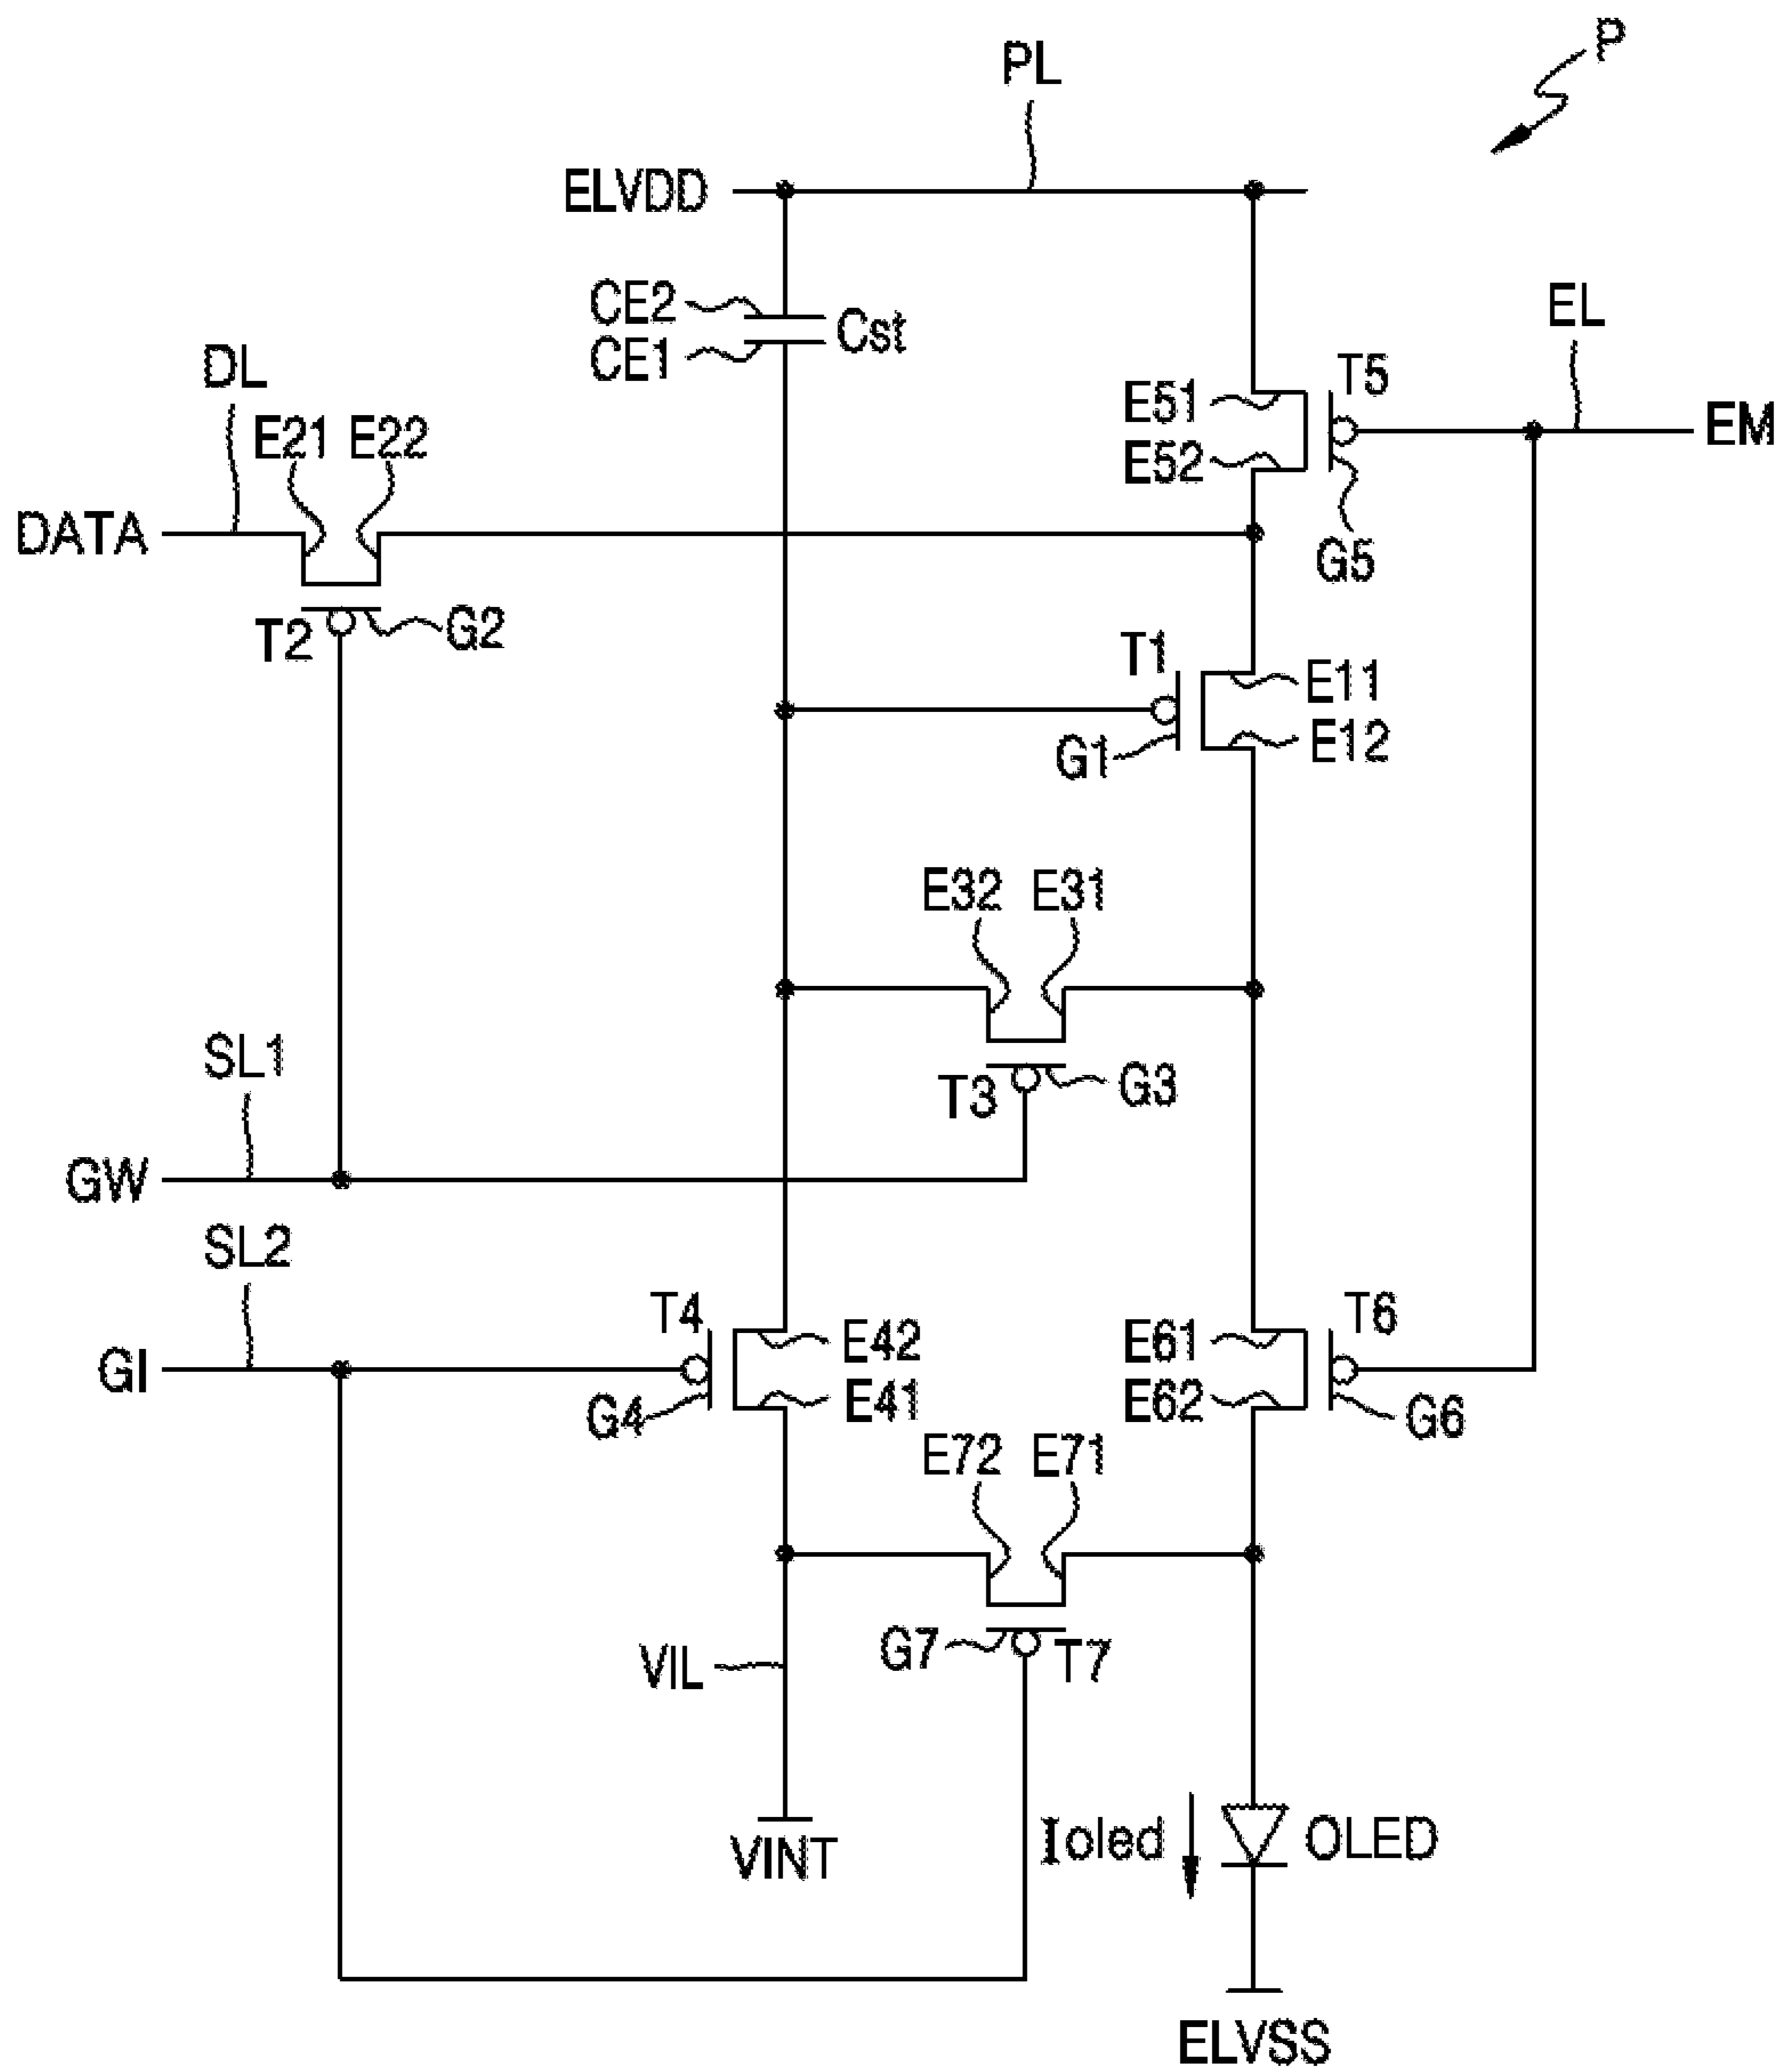 P
PL
ELVDD
CE2
CE1
Cst
EL
DL
E21
E22
E51
E52
T5
EM
DATA
G5
T2
G2
T1
E11
E12
G1
E32
E31
SL1
T3
G3
GW
SL2
T4
E42
E41
E61
E62
T6
GI
G4
G6
E72
E71
VIL
G7
T7
VINT
Ioled
OLED
ELVSS